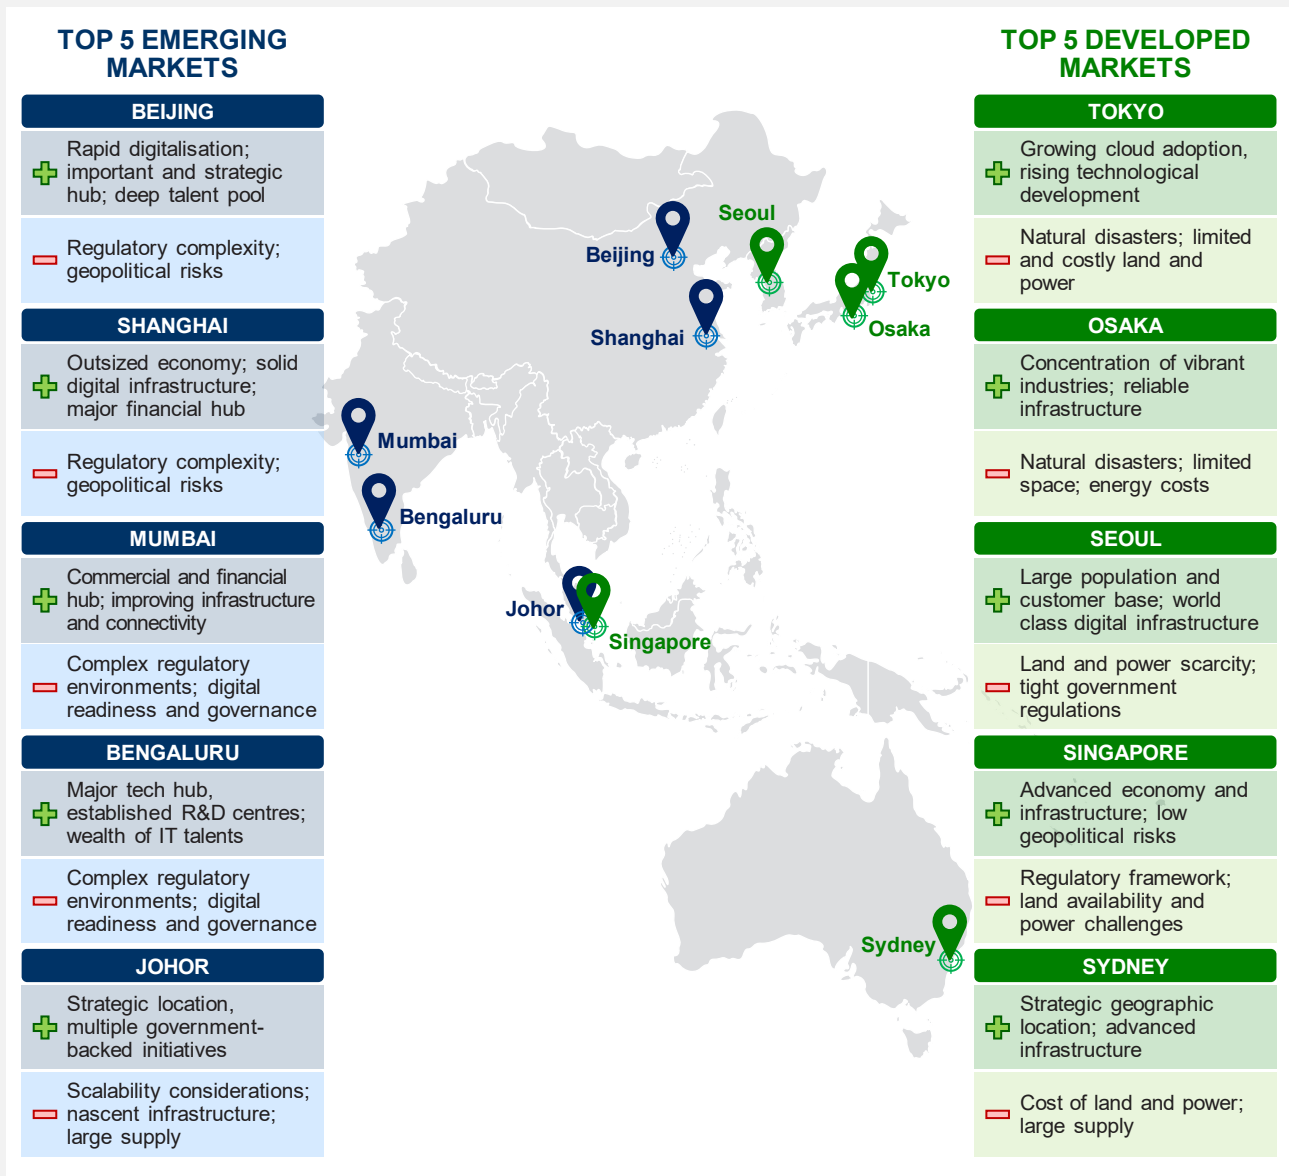 TOP 5 EMERGING
MARKETS
BEIJING
Rapid digitalisation;
important and strategic
hub; deep talent pool
Regulatory complexity;
geopolitical risks
SHANGHAI
Outsized economy; solid
digital infrastructure;
major financial hub
Regulatory complexity;
geopolitical risks
MUMBAI
Commercial and financial
hub; improving infrastructure
and connectivity
Complex regulatory
environments; digital
readiness and governance
BENGALURU
Major tech hub,
established R&D centres;
wealth of IT talents
Complex regulatory
environments; digital
readiness and governance
JOHOR
Strategic location,
multiple government-
backed initiatives
Scalability considerations;
nascent infrastructure;
large supply
Seoul
Beijing
Tokyo
Osaka
Shanghai
Mumbai
Bengaluru
Johor
Singapore
Sydney
TOP 5 DEVELOPED
MARKETS
TOKYO
Growing cloud adoption,
rising technological
development
Natural disasters; limited
and costly land and
power
OSAKA
Concentration of vibrant
industries; reliable
infrastructure
Natural disasters; limited
space; energy costs
SEOUL
Large population and
customer base; world
class digital infrastructure
Land and power scarcity;
tight government
regulations
SINGAPORE
Advanced economy and
infrastructure; low
geopolitical risks
Regulatory framework;
land availability and
power challenges
SYDNEY
Strategic geographic
location; advanced
infrastructure
Cost of land and power;
large supply